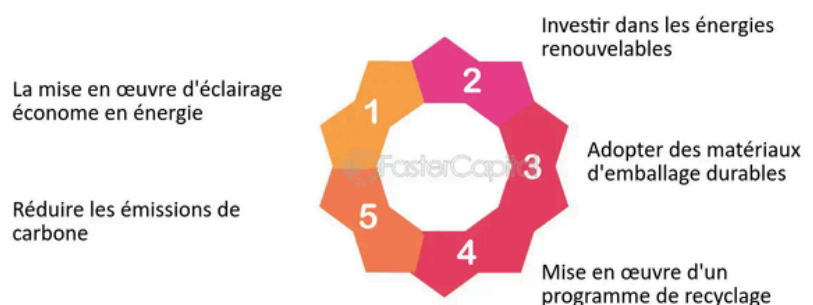 La mise en œuvre d'éclairage
économe en énergie
1
2
Investir dans les énergies
renouvelables
3
Adopter des matériaux
d'emballage durables
4
Mise en œuvre d'un
programme de recyclage
5
Réduire les émissions de
carbone
FasterCapit